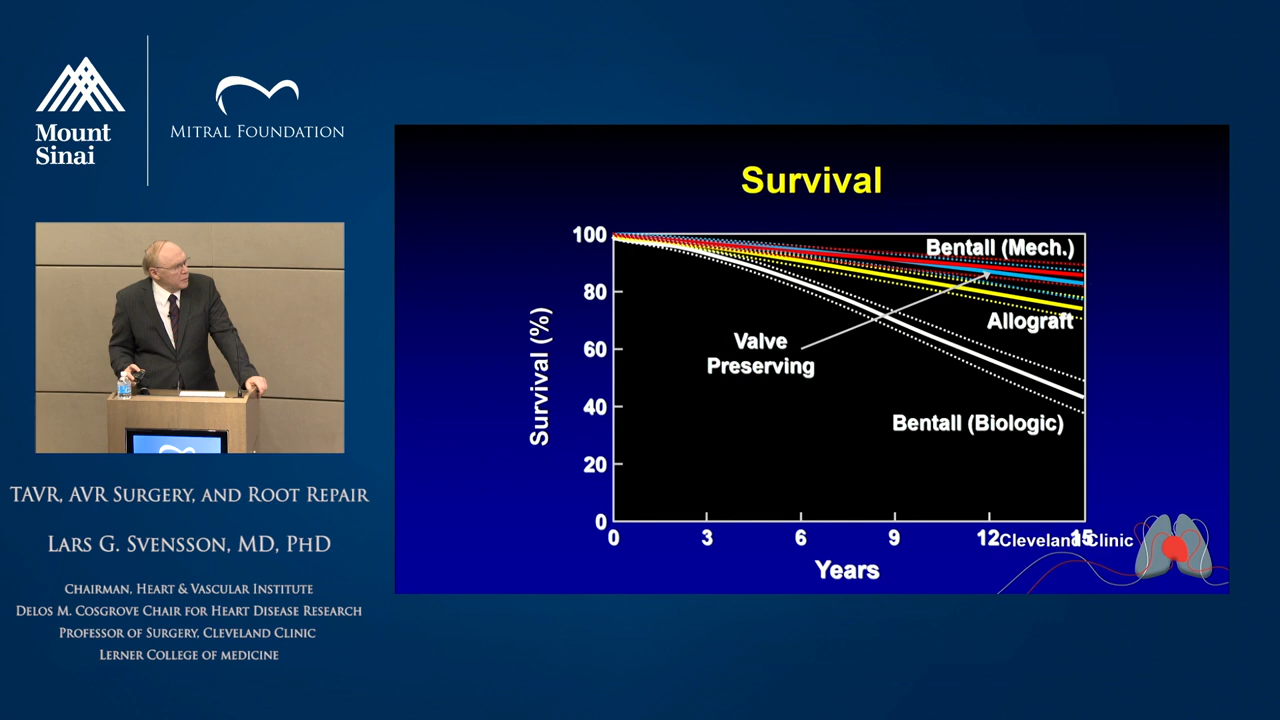 Mount
Sinai
MITRAL FOUNDATION
TAVR, AVR SURGERY, AND ROOT REPAIR
LARS G. SVENSSON, MD, PHD
CHAIRMAN, HEART & VASCULAR INSTITUTE
DELOS M. COSGROVE CHAIR FOR HEART DISEASE RESEARCH
PROFESSOR OF SURGERY, CLEVELAND CLINIC
LERNER COLLEGE OF MEDICINE
Survival
Survival (%)
100
80
60
40
20
0
Bentall (Mech.)
Allograft
Valve
Preserving
Bentall (Biologic)
0 3 6 9 12 15
Years
Cleveland Clinic